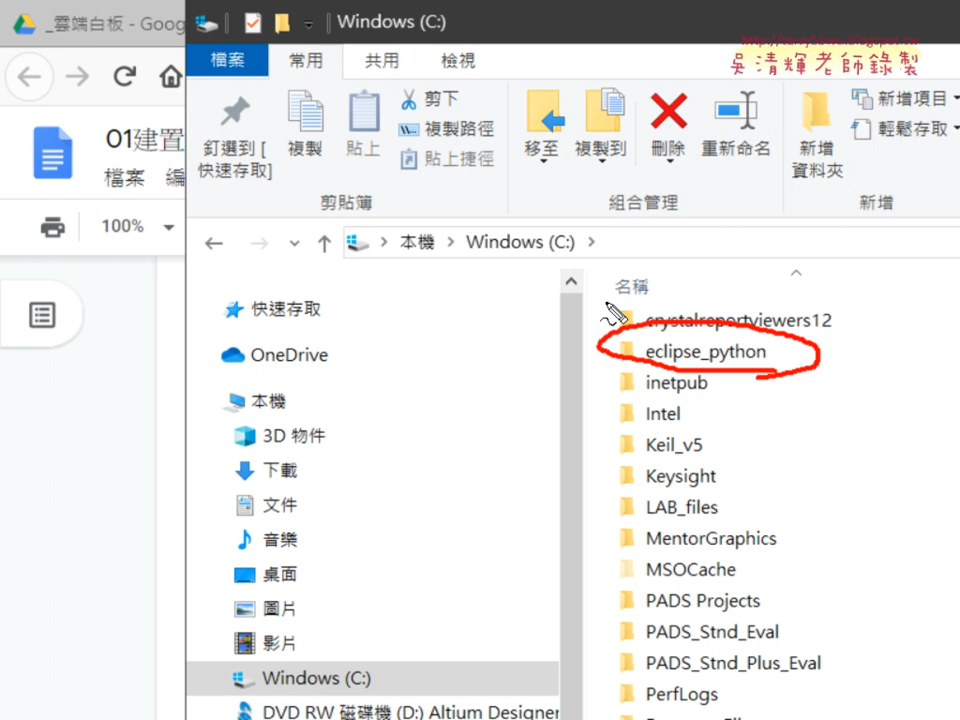 _雲端白板 - Goog
Windows (C:)
http://terry55wu.blogspot.tw
吳清輝老師錄製
檔案
常用
共用
檢視
01建置
檔案
編
100%
釘選到 [
快速存取]
複製
貼上
剪下
複製路徑
貼上捷徑
剪貼簿
移至
複製到
刪除
重新命名
組合管理
新增
資料夾
新增項目
輕鬆存取
新增
本機
Windows (C:)
快速存取
OneDrive
本機
3D 物件
下載
文件
音樂
桌面
圖片
影片
Windows (C:)
DVD RW 磁碟機 (D:) Altium Designer
名稱
crystalreportviewers12
eclipse_python
inetpub
Intel
Keil_v5
Keysight
LAB_files
MentorGraphics
MSOCache
PADS Projects
PADS_Stnd_Eval
PADS_Stnd_Plus_Eval
PerfLogs